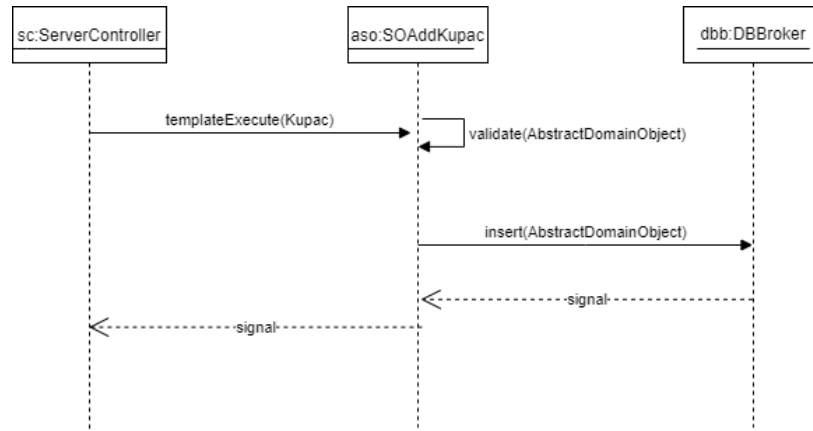 sc:ServerController
aso:SOAddKupac
dbb:DBBroker
templateExecute(Kupac)
validate(AbstractDomainObject)
insert(AbstractDomainObject)
signal
signal